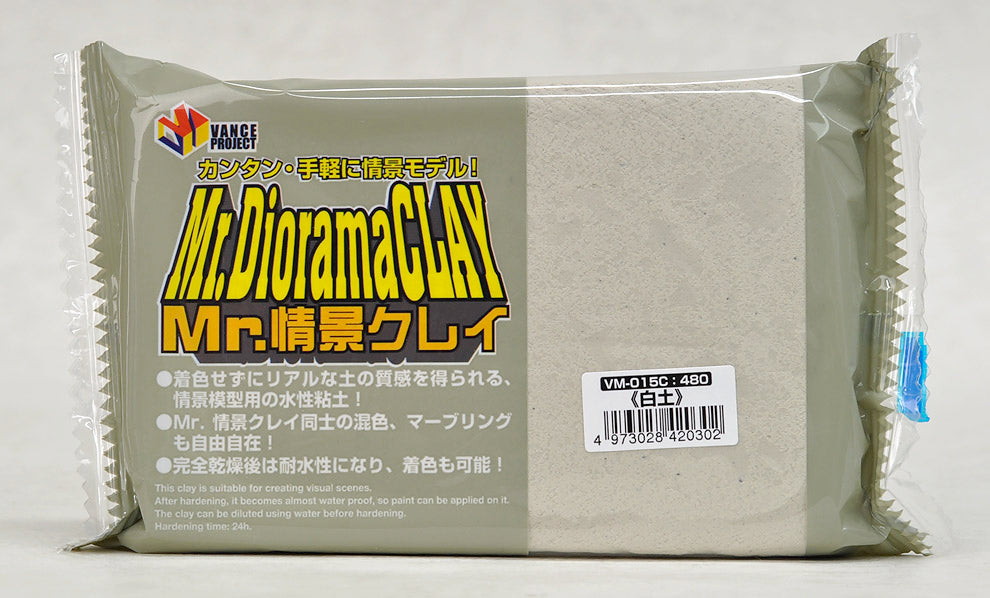 VANCE
PROJECT
カンタン・手軽に情景モデル!
Mr.DioramaCLAY
Mr.情景クレイ
●着色せずにリアルな土の質感を得られる、
情景模型用の水性粘土!
●Mr. 情景クレイ同士の混色、マーブリング
も自由自在!
●完全乾燥後は耐水性になり、着色も可能!
This clay is suitable for creating visual scenes.
After hardening, it becomes almost water proof, so paint can be applied on it.
The clay can be diluted using water before hardening.
Hardening time: 24h.
VM-015C:480
《白土》
4 973028 420302